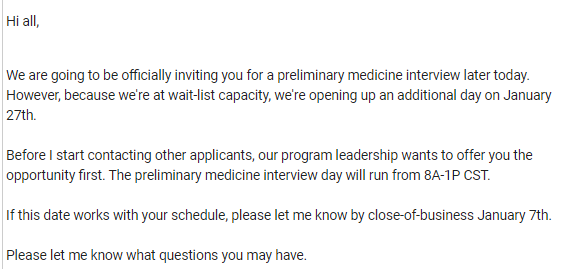 Hi all,
We are going to be officially inviting you for a preliminary medicine interview later today.
However, because we're at wait-list capacity, we're opening up an additional day on January
27th.
Before I start contacting other applicants, our program leadership wants to offer you the
opportunity first. The preliminary medicine interview day will run from 8A-1P CST.
If this date works with your schedule, please let me know by close-of-business January 7th.
Please let me know what questions you may have.